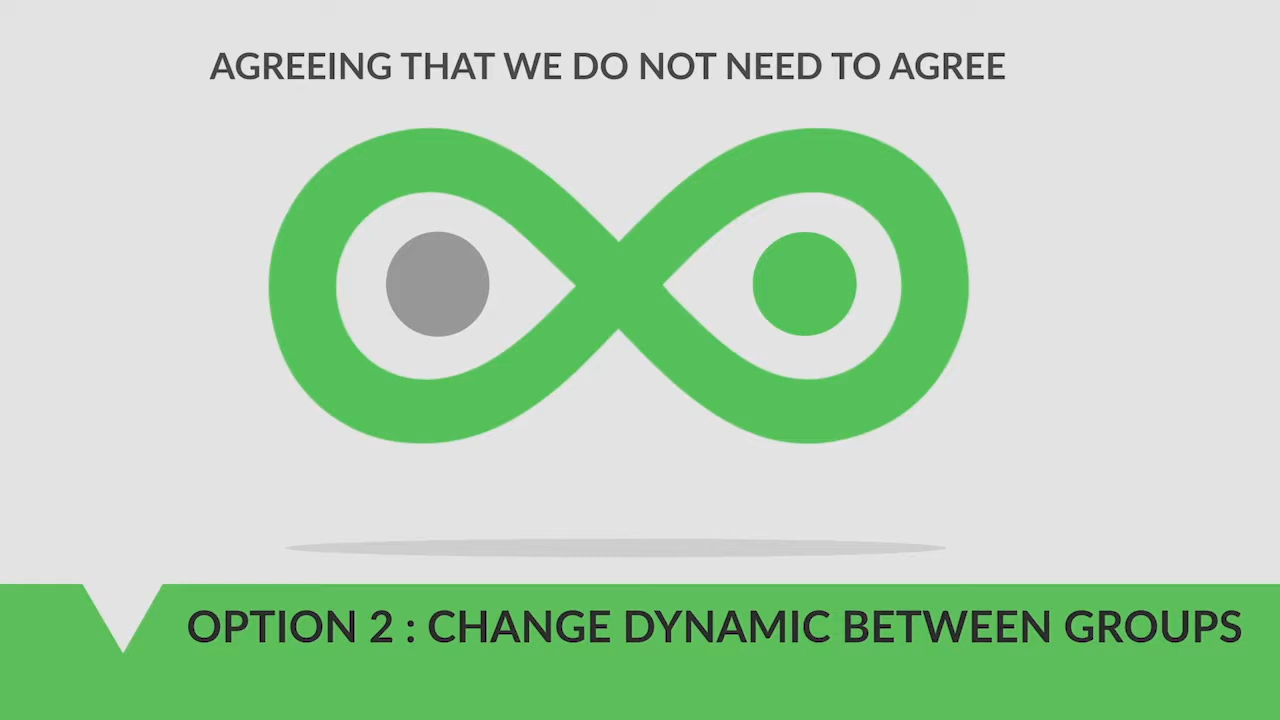 AGREEING THAT WE DO NOT NEED TO AGREE
OPTION 2 : CHANGE DYNAMIC BETWEEN GROUPS